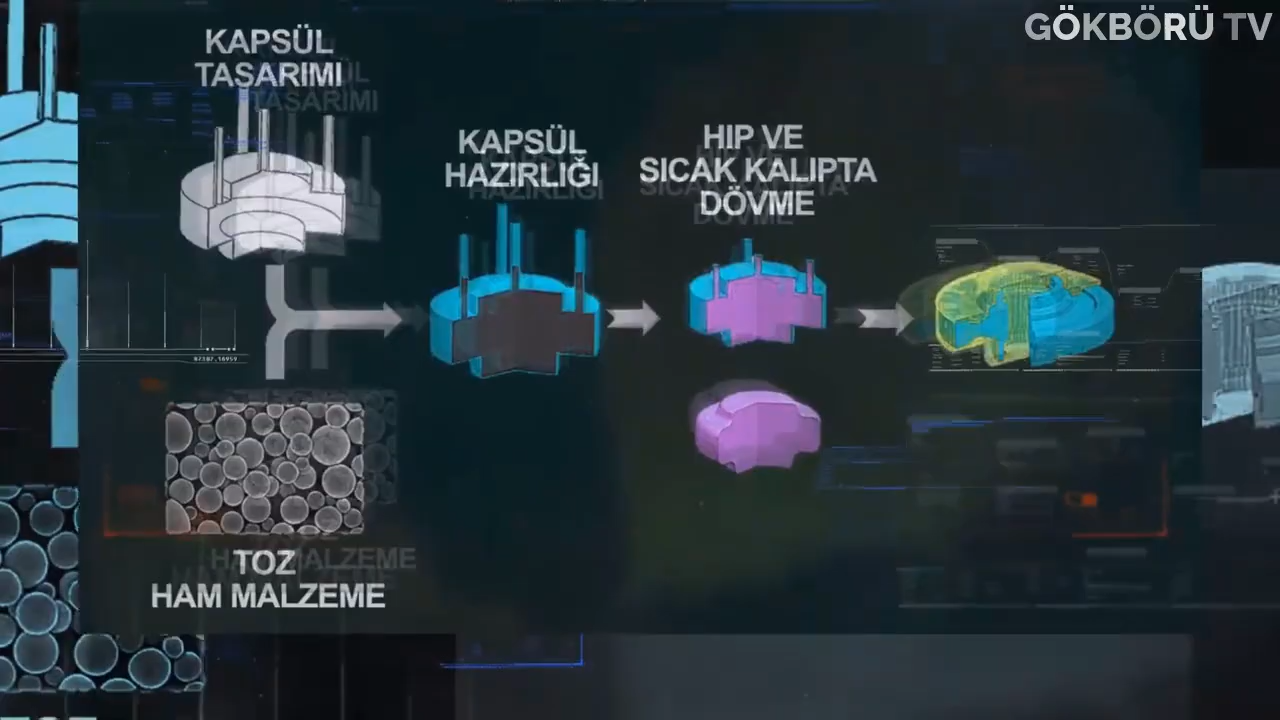 GÖKBÖRÜ TV
KAPSÜL
TASARIMI
KAPSÜL
HAZIRLIĞI
HIP VE
SICAK KALIPTA
DÖVME
TOZ
HAM MALZEME